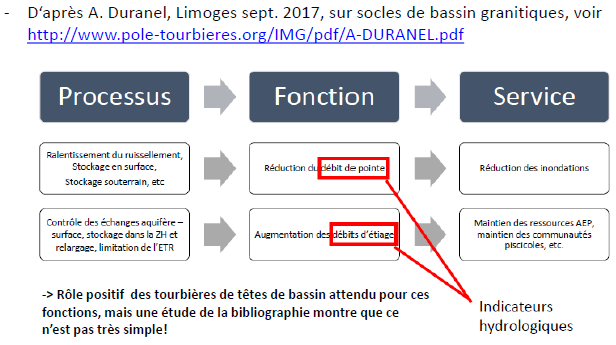 - D‘après A. Duranel, Limoges sept. 2017, sur socles de bassin granitiques, voir
http://www.pole-tourbieres.org/IMG/pdf/A-DURANEL.pdf
Processus
Fonction
Service
Ralentissement du ruissellement,
Stockage en surface,
Stockage souterrain, etc
Réduction du débit de pointe
Réduction des inondations
Contrôle des échanges aquifère –
surface, stockage dans la ZH et
relargage, limitation de l’ETR
Augmentation des débits d’étiage
Maintien des ressources AEP,
maintien des communautés
piscicoles, etc.
-> Rôle positif des tourbières de têtes de bassin attendu pour ces
fonctions, mais une étude de la bibliographie montre que ce
n’est pas très simple!
Indicateurs
hydrologiques